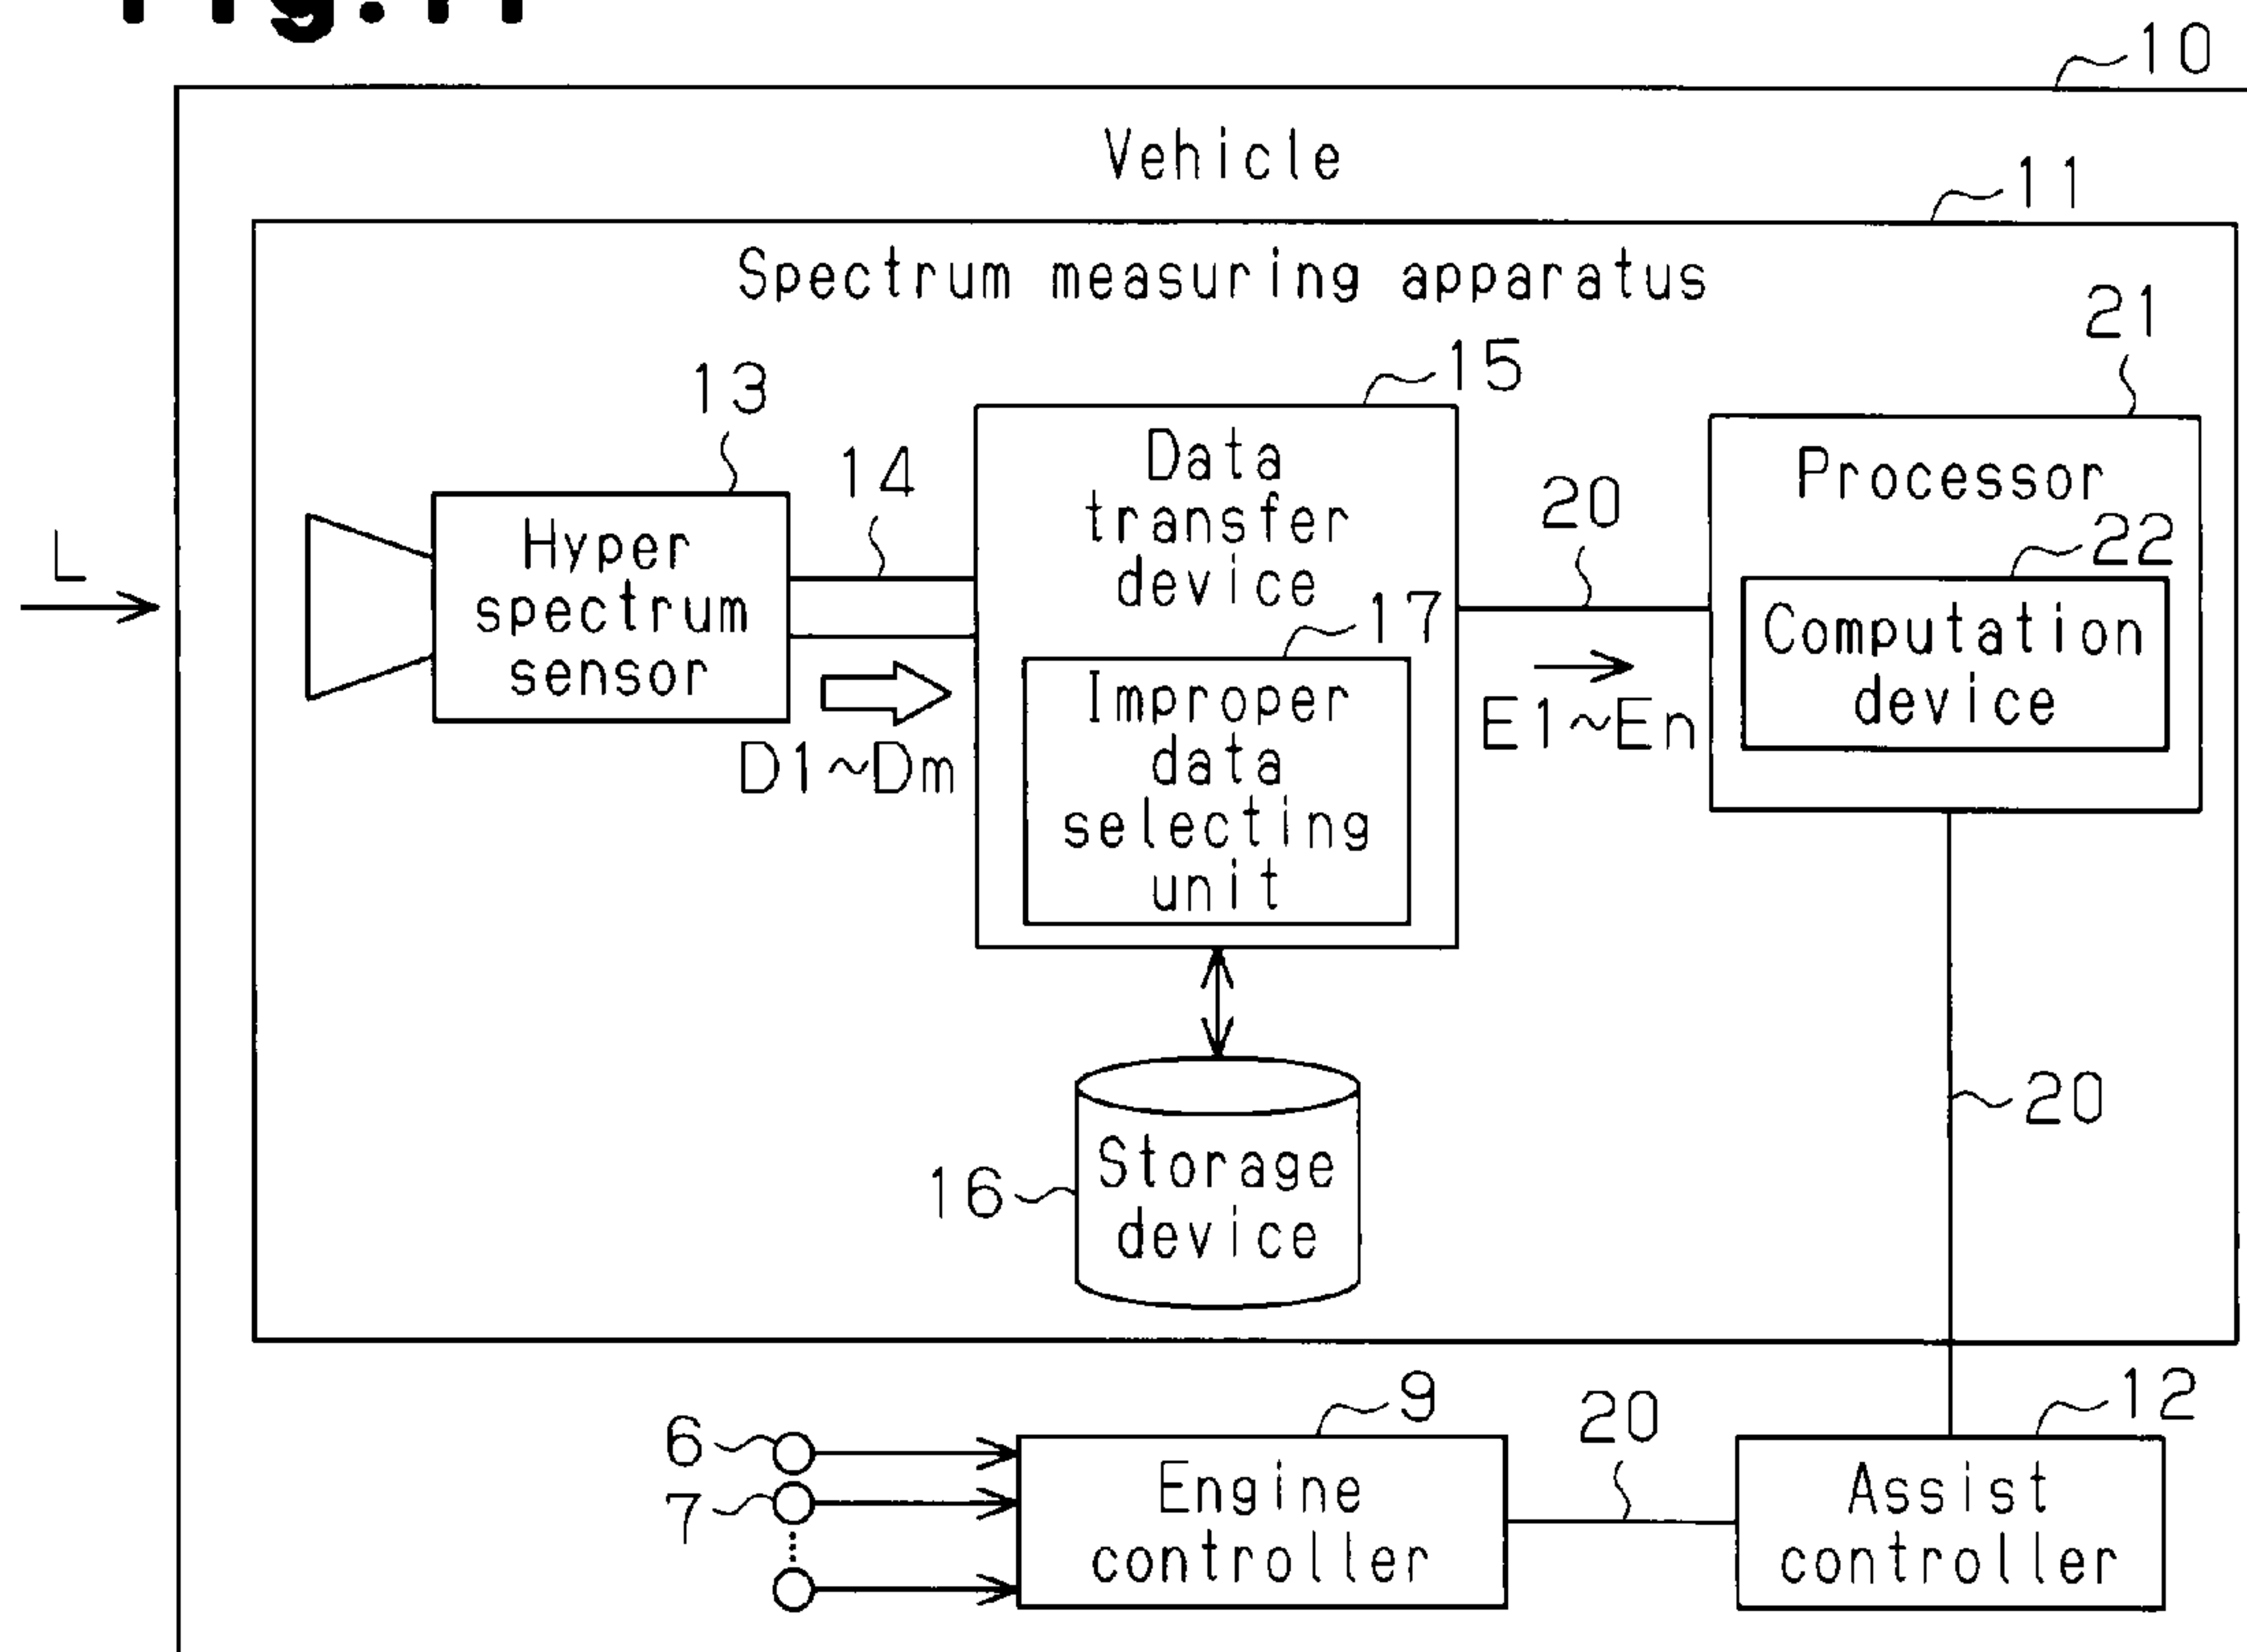 10
Vehicle
11
Spectrum measuring apparatus
21
15
13
Data
transfer
device
14
Processor
20
22
L
Hyper
spectrum
sensor
17
Computation
device
Improper
data
selecting
unit
E1~En
D1~Dm
20
16
Storage
device
9
12
20
6
7
Engine
controller
Assist
controller